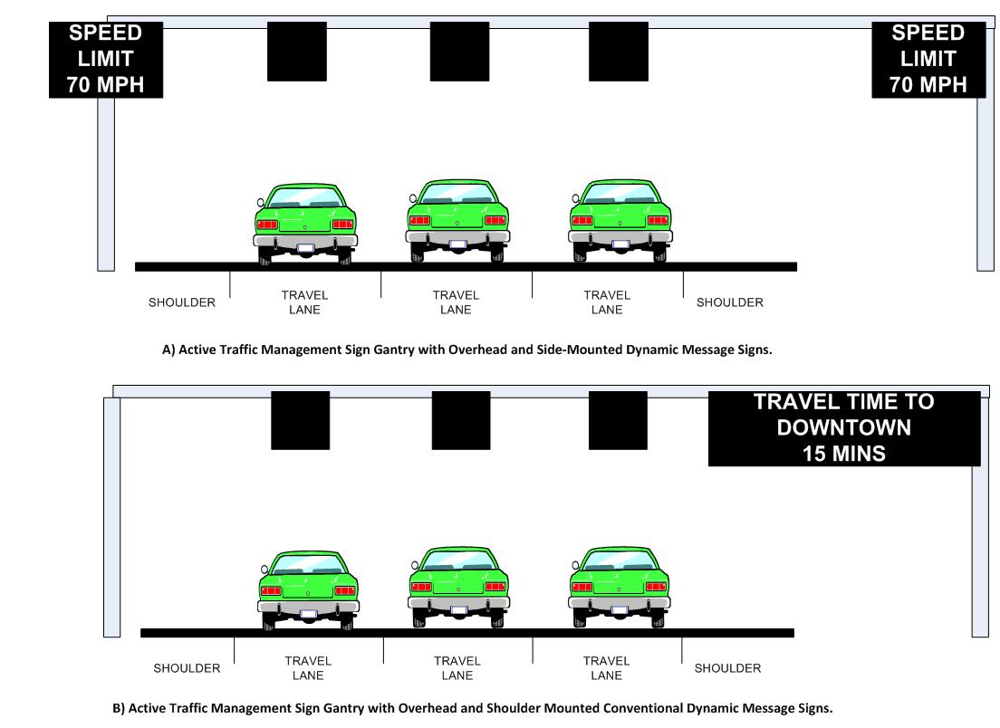 SPEED
LIMIT
70 MPH
SPEED
LIMIT
70 MPH
SHOULDER
TRAVEL
LANE
TRAVEL
LANE
TRAVEL
LANE
SHOULDER
A) Active Traffic Management Sign Gantry with Overhead and Side-Mounted Dynamic Message Signs.
TRAVEL TIME TO
DOWNTOWN
15 MINS
SHOULDER
TRAVEL
LANE
TRAVEL
LANE
TRAVEL
LANE
SHOULDER
B) Active Traffic Management Sign Gantry with Overhead and Shoulder Mounted Conventional Dynamic Message Signs.